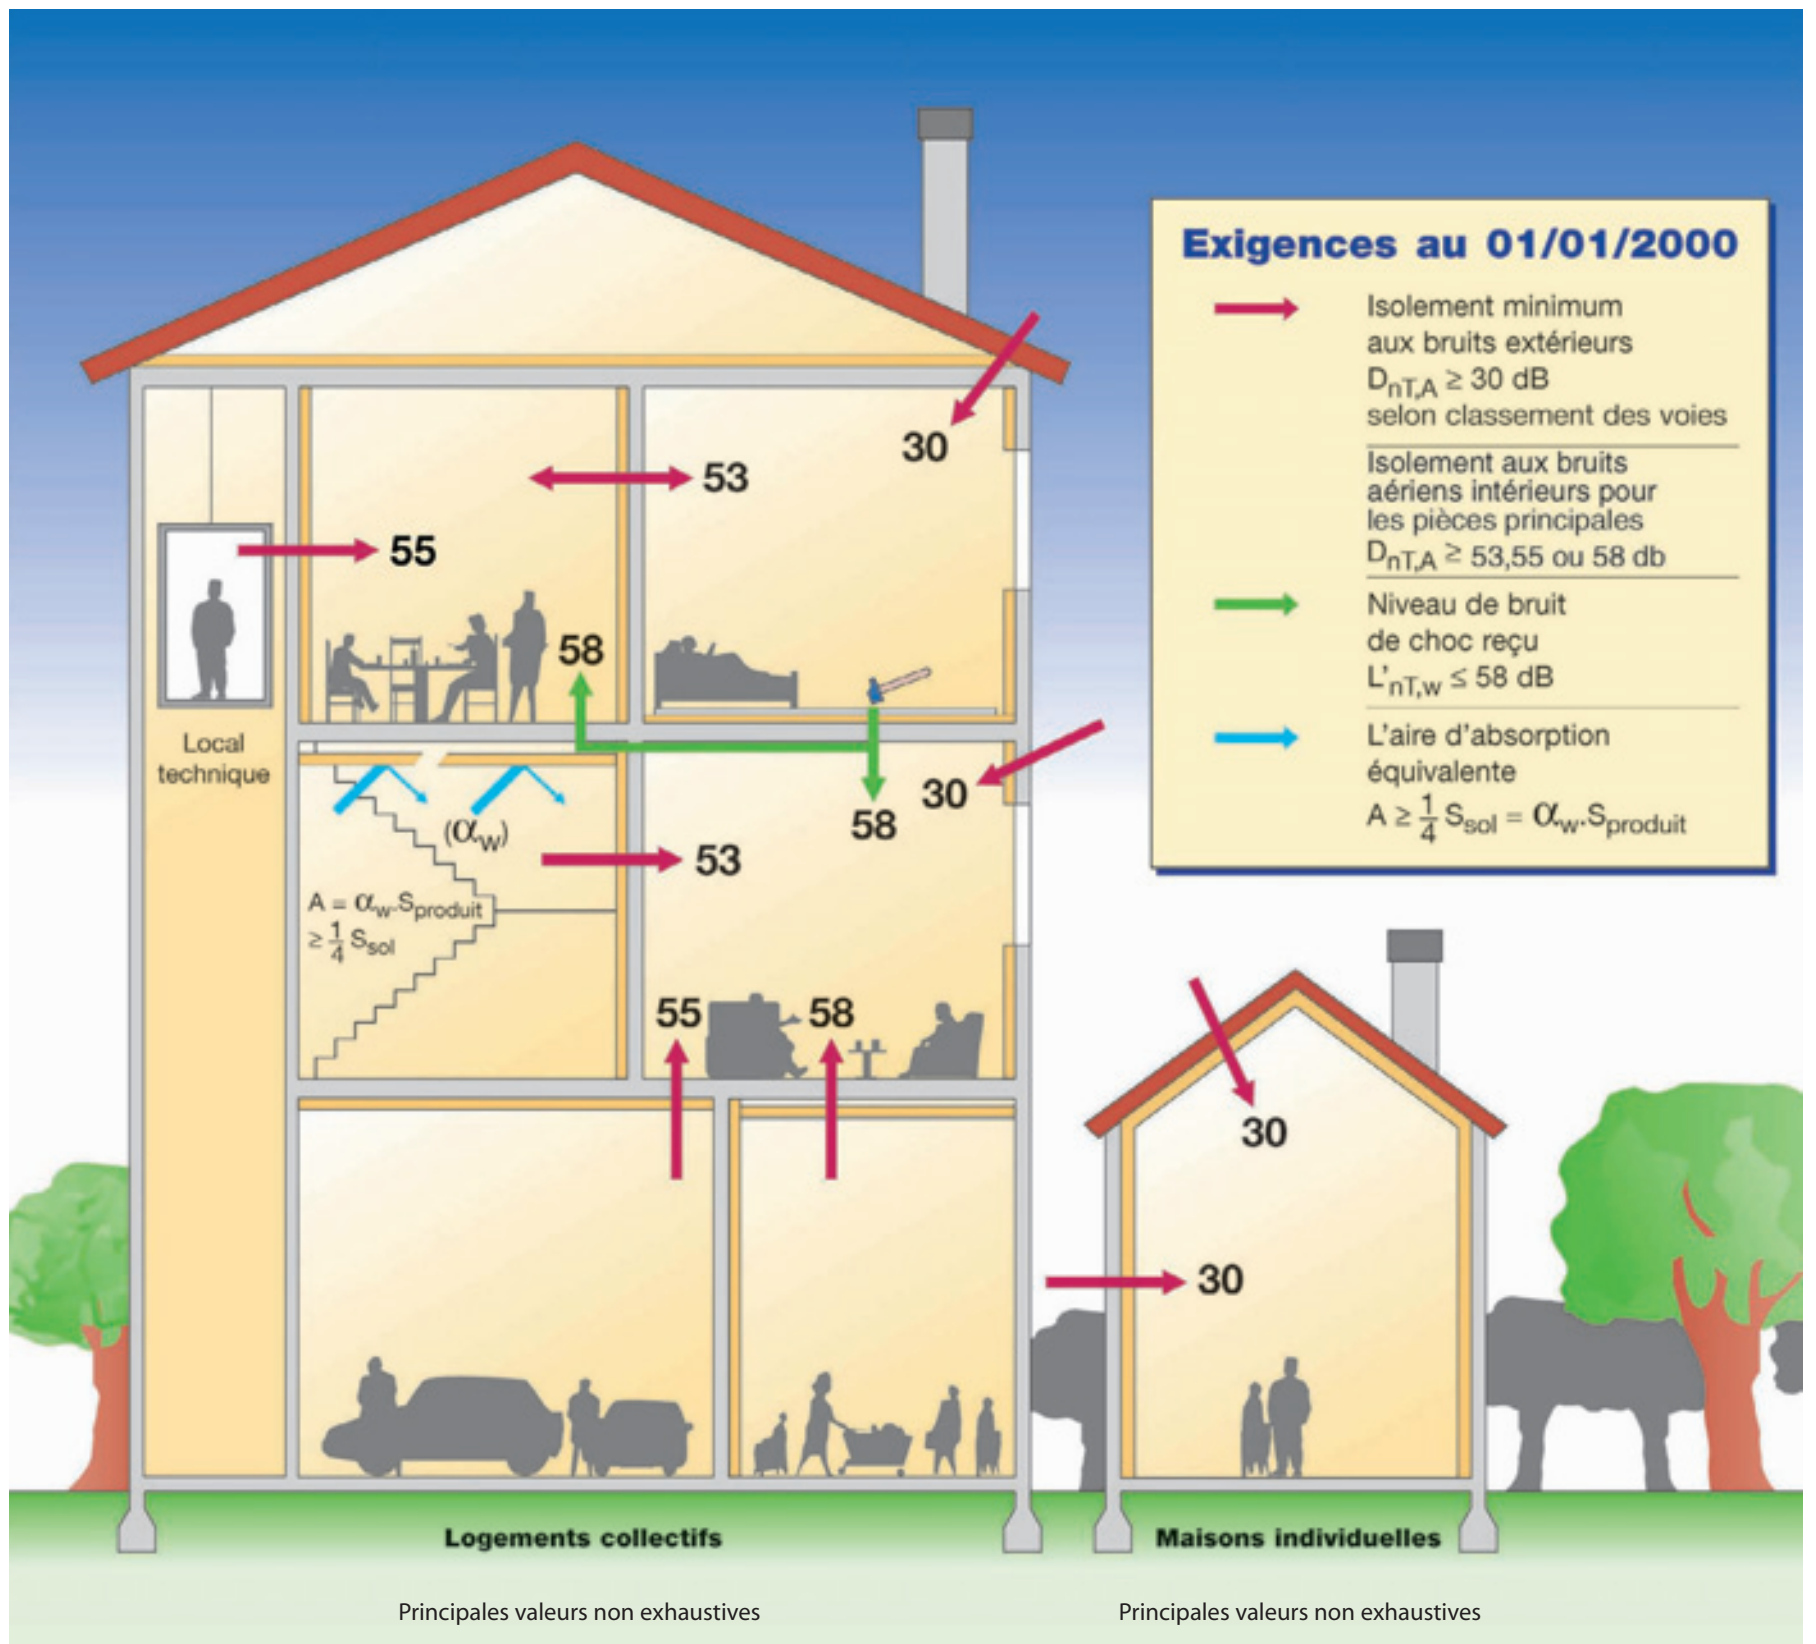 Exigences au 01/01/2000
Isolement minimum
aux bruits extérieurs
DnT,A ≥ 30 dB
selon classement des voies
Isolement aux bruits
aériens intérieurs pour
les pièces principales
DnT,A ≥ 53,55 ou 58 db
Niveau de bruit
de choc reçu
L'nT,w ≤ 58 dB
L'aire d'absorption
équivalente
A ≥ 1/4 Ssol = αw.Sproduit
30
53
55
58
Local
technique
30
58
(αw)
53
A = αw.Sproduit
≥ 1/4 Ssol
55
58
30
30
Logements collectifs
Maisons individuelles
Principales valeurs non exhaustives
Principales valeurs non exhaustives